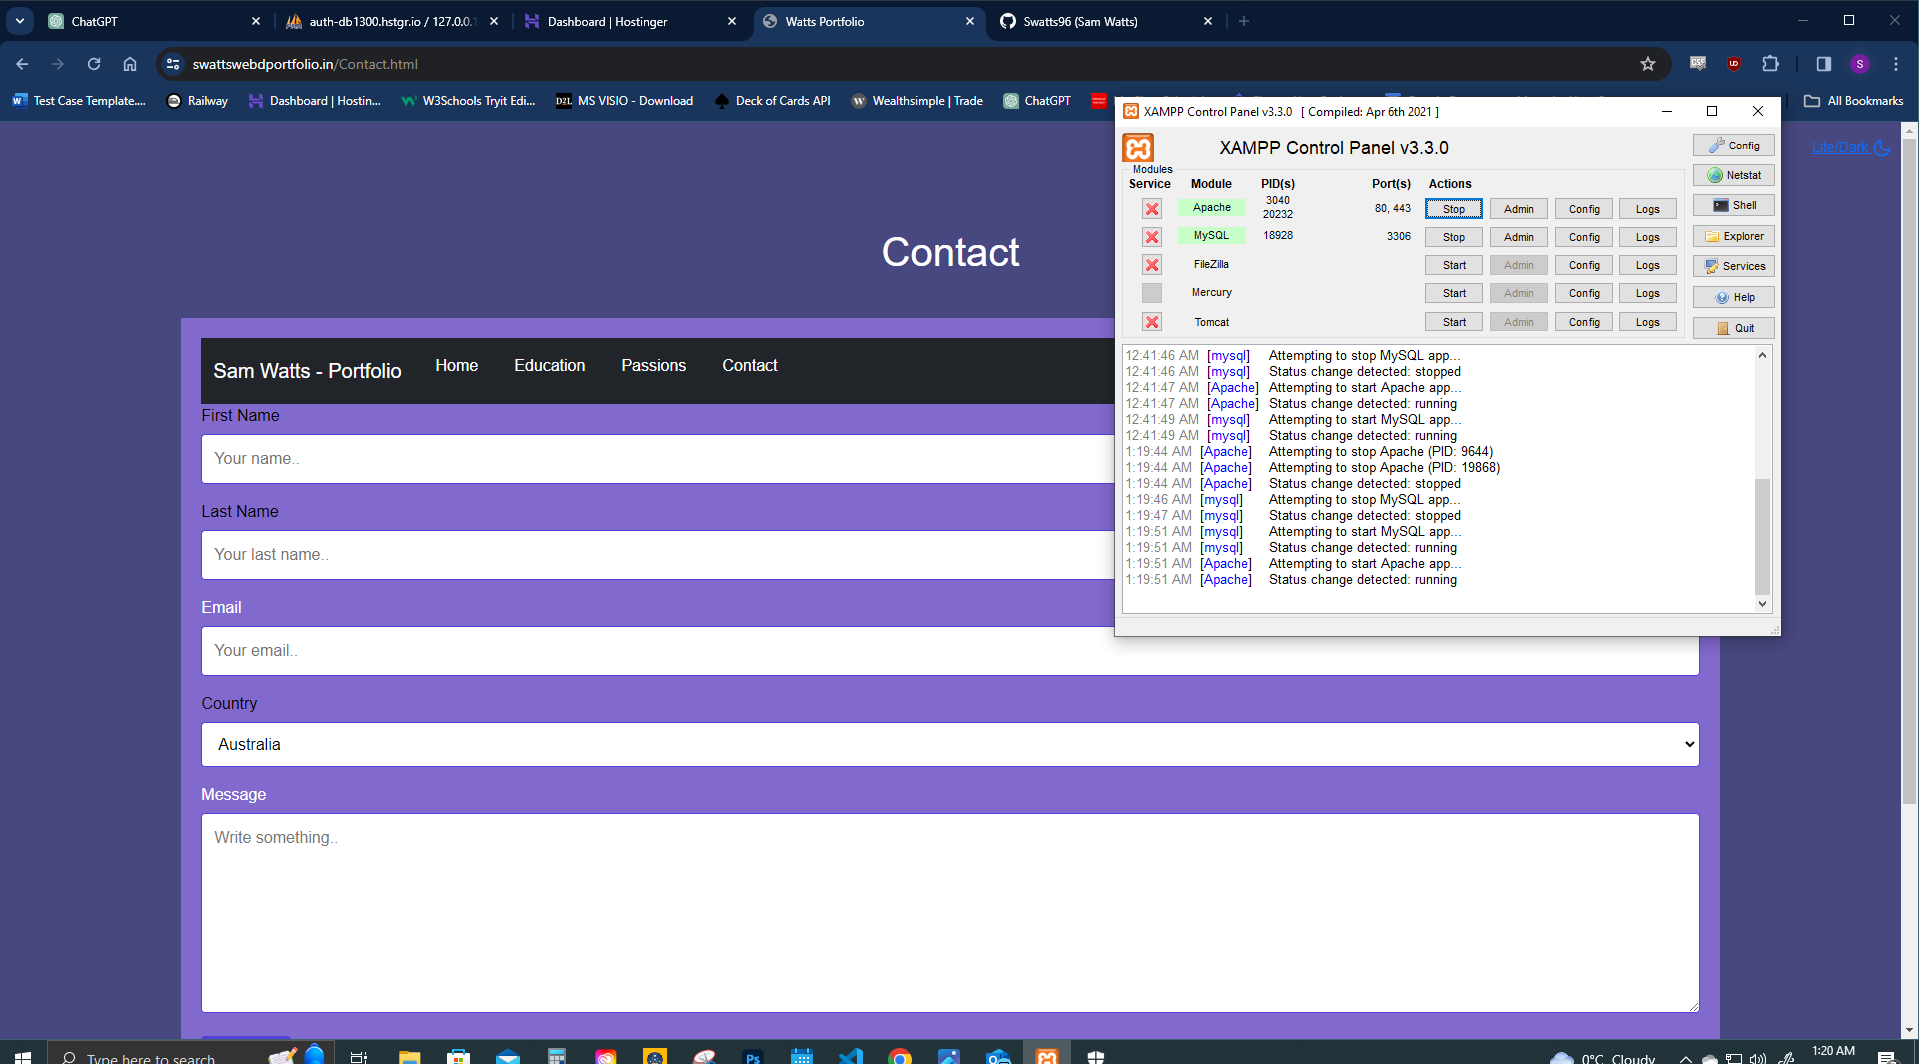 ChatGPT
auth-db1300.hstgr.io / 127.0.0.1
Dashboard | Hostinger
Watts Portfolio
Swatts96 (Sam Watts)
swattswebdportfolio.in/Contact.html
Test Case Template....
Railway
Dashboard | Hostin...
W3Schools Tryit Edi...
MS VISIO - Download
Deck of Cards API
Wealthsimple | Trade
ChatGPT
All Bookmarks
Lite/Dark
Contact
Sam Watts - Portfolio
Home
Education
Passions
Contact
First Name
Your name..
Last Name
Your last name..
Email
Your email..
Country
Australia
Message
Write something..
XAMPP Control Panel v3.3.0 [ Compiled: Apr 6th 2021 ]
XAMPP Control Panel v3.3.0
Config
Modules
Service Module PID(s) Port(s) Actions
Netstat
Apache 3040 20232 80, 443 Stop Admin Config Logs
Shell
MySQL 18928 3306 Stop Admin Config Logs
Explorer
FileZilla Start Admin Config Logs
Services
Mercury Start Admin Config Logs
Help
Tomcat Start Admin Config Logs
Quit
12:41:46 AM [mysql] Attempting to stop MySQL app...
12:41:46 AM [mysql] Status change detected: stopped
12:41:47 AM [Apache] Attempting to start Apache app...
12:41:47 AM [Apache] Status change detected: running
12:41:49 AM [mysql] Attempting to start MySQL app...
12:41:49 AM [mysql] Status change detected: running
1:19:44 AM [Apache] Attempting to stop Apache (PID: 9644)
1:19:44 AM [Apache] Attempting to stop Apache (PID: 19868)
1:19:44 AM [Apache] Status change detected: stopped
1:19:46 AM [mysql] Attempting to stop MySQL app...
1:19:47 AM [mysql] Status change detected: stopped
1:19:51 AM [mysql] Attempting to start MySQL app...
1:19:51 AM [mysql] Status change detected: running
1:19:51 AM [Apache] Attempting to start Apache app...
1:19:51 AM [Apache] Status change detected: running
Type here to search
0°C Cloudy
1:20 AM